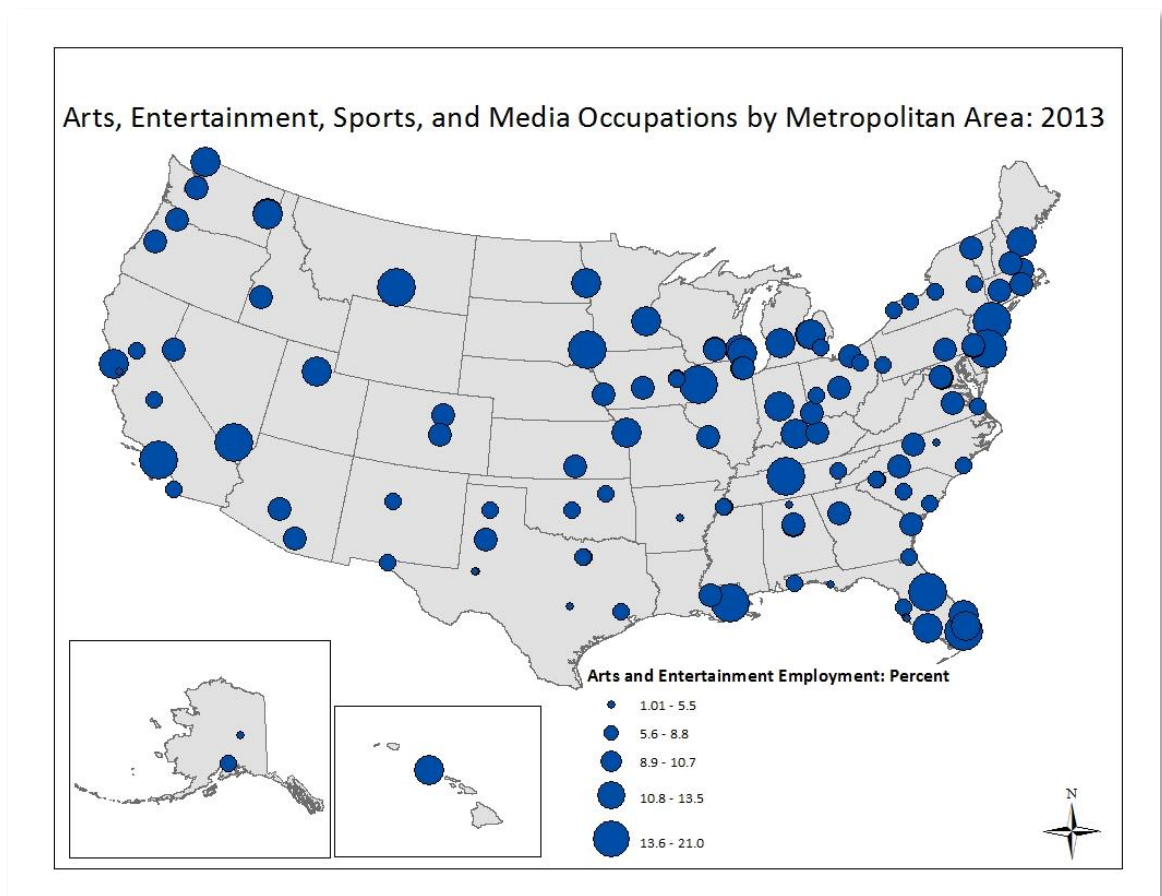 Arts, Entertainment, Sports, and Media Occupations by Metropolitan Area: 2013
Arts and Entertainment Employment: Percent
1.01 - 5.5
5.6 - 8.8
8.9 - 10.7
10.8 - 13.5
13.6 - 21.0
N